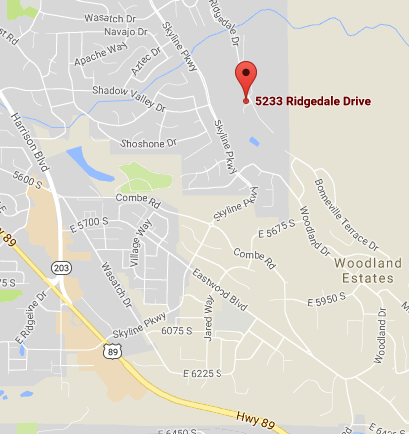 Wasatch Dr
Navajo Dr
Ridgedale Dr
Skyline Pkwy
Aztec Dr
Apache Way
Shadow Valley Dr
5233 Ridgedale Drive
Harrison Blvd
Shoshone Dr
Skyline Pkwy
5600 S
Combe Rd
Skyline Pkwy
Bonneville Terrace Dr
Woodland Dr
E 5700 S
Village Way
E 5675 S
Hwy 89
203
Combe Rd
Woodland
Estates
Wasatch Dr
Eastwood Blvd
E Ridgeline Dr
E 5950 S
Jared Way
Woodland Dr
Skyline Pkwy
6075 S
89
E 6225 S
Hwy 89
E 6450 S